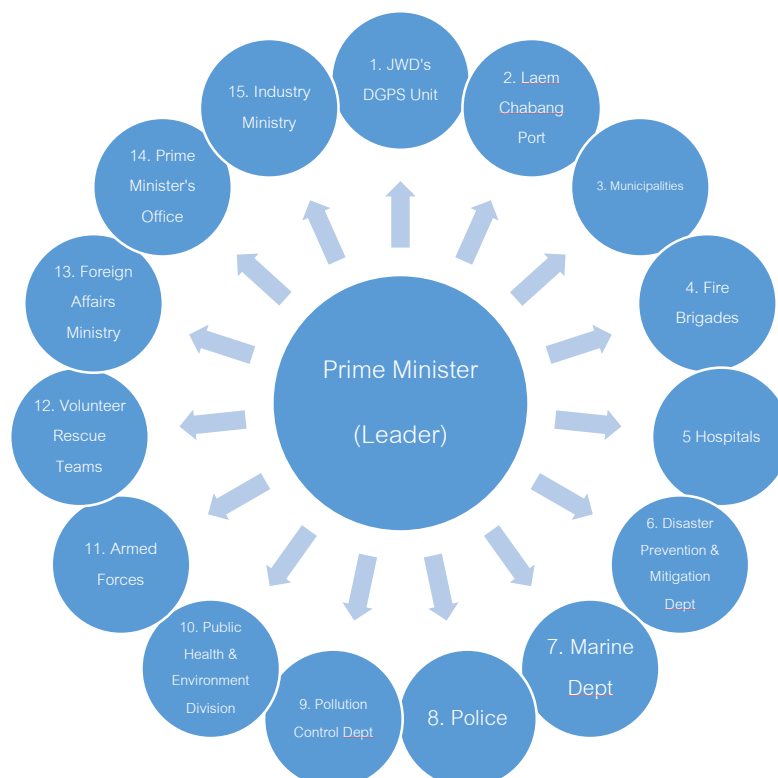 1. JWD's
DGPS Unit
2. Laem
Chabang
Port
3. Municipalities
4. Fire
Brigades
5 Hospitals
6. Disaster
Prevention &
Mitigation
Dept
7. Marine
Dept
8. Police
9. Pollution
Control Dept
10. Public
Health &
Environment
Division
11. Armed
Forces
12. Volunteer
Rescue
Teams
13. Foreign
Affairs
Ministry
14. Prime
Minister's
Office
15. Industry
Ministry
Prime Minister
(Leader)